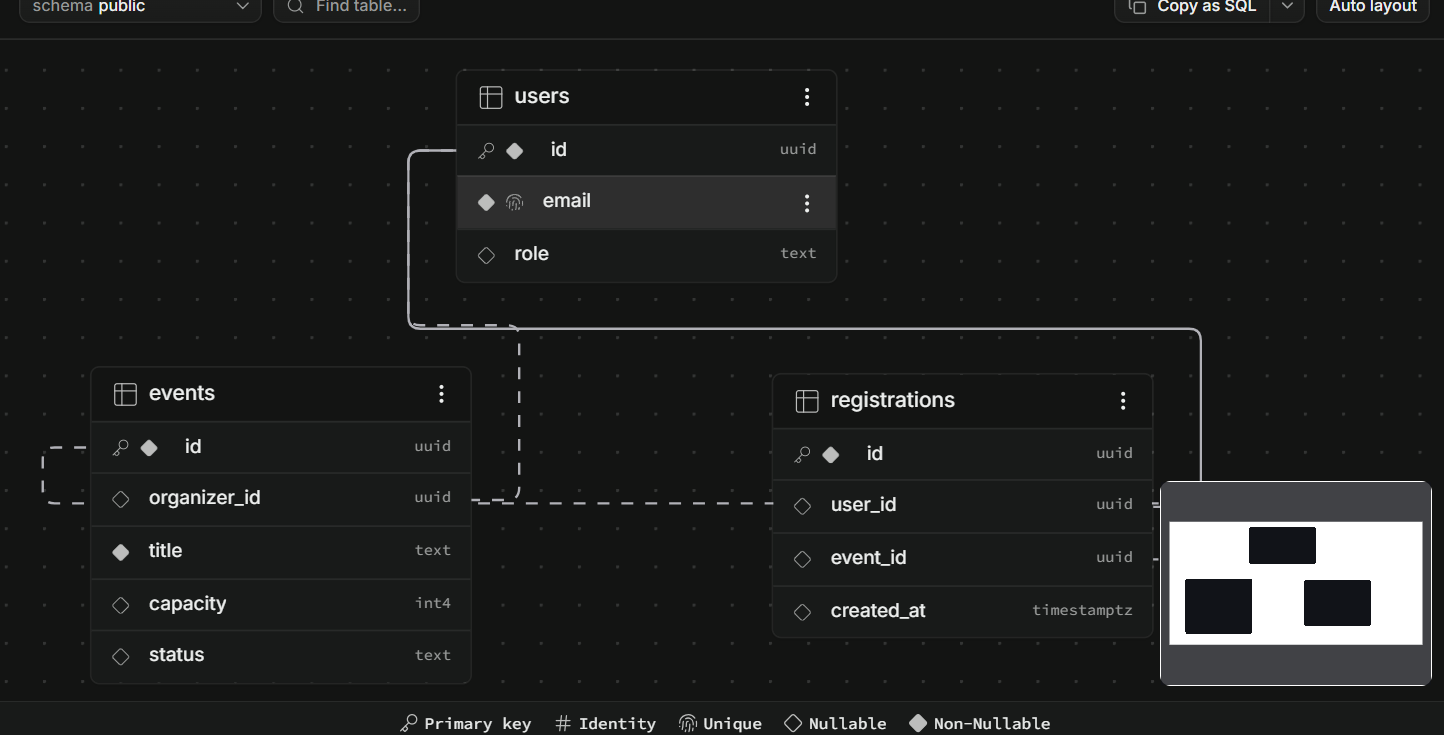 schema public
Find table...
Copy as SQL
Auto layout
users
id uuid
email
role text
events
id uuid
organizer_id uuid
title text
capacity int4
status text
registrations
id uuid
user_id uuid
event_id uuid
created_at timestamptz
Primary key # Identity Unique Nullable Non-Nullable